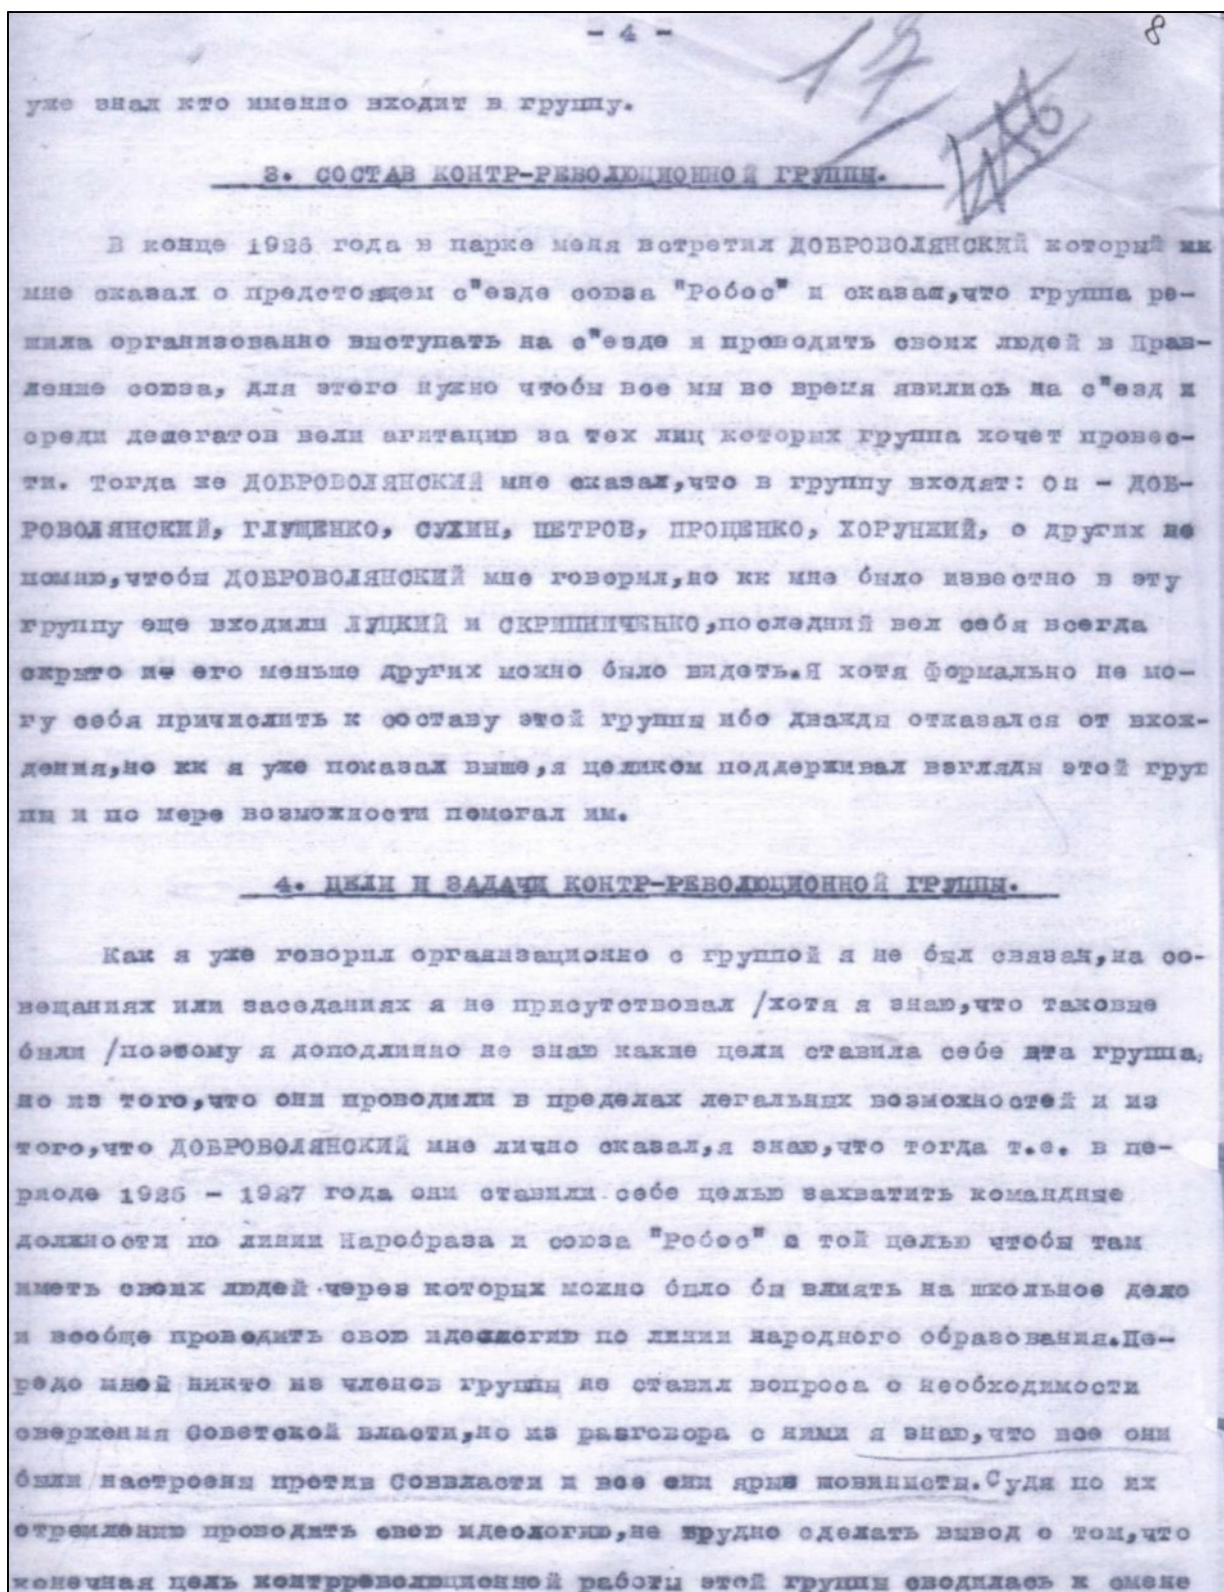 - 4 -
8
17
уже знал кто именно входит в группу.
3. СОСТАВ КОНТР-РЕВОЛЮЦИОННОЙ ГРУППЫ.
В конце 1926 года в парке меня встретил ДОБРОВОЛЯНСКИЙ который
мне сказал о предстоящем с"езде союза "Робос" и сказал,что группа ре-
шила организованно выступать на с"езде и проводить своих людей в Прав-
ление союза, для этого нужно чтобы все мы во время явились на с"езд и
среди делегатов вели агитацию за тех лиц которых группа хочет провес-
ти. Тогда же ДОБРОВОЛЯНСКИЙ мне сказал,что в группу входят: Он - ДОБ-
РОВОЛЯНСКИЙ, ГЛУЩЕНКО, СУХИН, ПЕТРОВ, ПРОЦЕНКО, ХОРУНЖИЙ, о других не
помню,чтобы ДОБРОВОЛЯНСКИЙ мне говорил,но кк мне было известно в эту
группу еще входили ЛУЦКИЙ и СКРИПНИЧЕНКО,последний вел себя всегда
скрыто и его меньше других можно было видеть.Я хотя формально не мо-
гу себя причислить к составу этой группы ибо дважды отказался от вхож-
дения,но кк я уже показал выше,я целиком поддерживал взгляды этой груп
пы и по мере возможности помогал им.
4. ЦЕЛИ И ЗАДАЧИ КОНТР-РЕВОЛЮЦИОННОЙ ГРУППЫ.
Как я уже говорил организационно с группой я не был связан,на со-
вещаниях или заседаниях я не присутствовал /хотя я знаю,что таковые
были /поэтому я доподлинно не знаю какие цели ставила себе эта группа,
но из того,что они проводили в пределах легальных возможностей и из
того,что ДОБРОВОЛЯНСКИЙ мне лично сказал,я знаю,что тогда т.е. в пе-
риоде 1926 - 1927 года они ставили себе целью захватить командные
должности по линии Наробраза и союза "Робос" с той целью чтобы там
иметь своих людей через которых можно было бы влиять на школьное дело
и вообще проводить свою идеологию по линии народного образования.Пе-
редо мной никто из членов группы не ставил вопроса о необходимости
свержения Советской власти,но из разговора с ними я знаю,что все они
были настроены против Соввласти и все они ярые шовинисты.Судя по их
стремлению проводить свою идеологию,не трудно сделать вывод о том,что
конечная цель контрреволюционной работы этой группы сводилась к смене